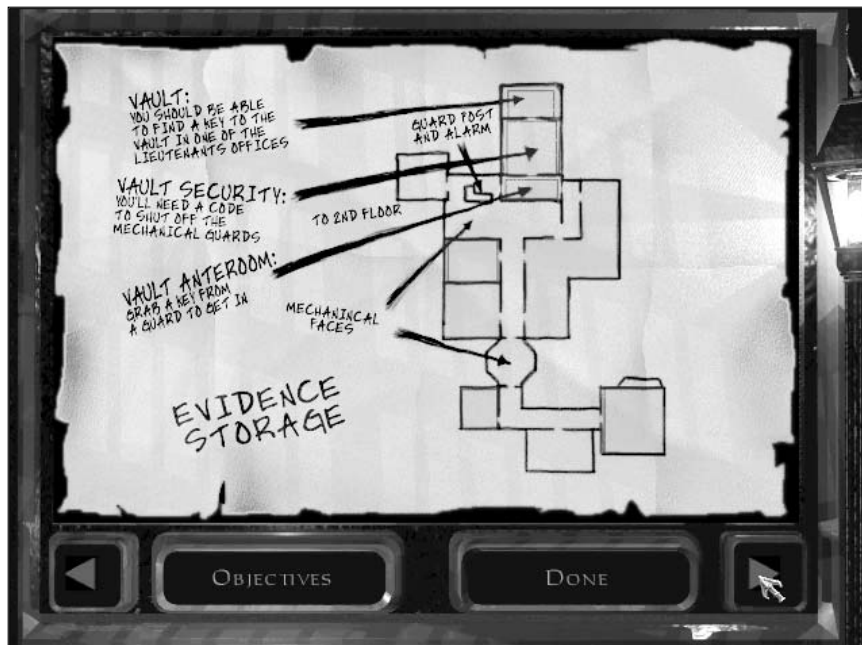 VAULT:
YOU SHOULD BE ABLE
TO FIND A KEY TO THE
VAULT IN ONE OF THE
LIEUTENANTS OFFICES
GUARD POST
AND ALARM
VAULT SECURITY:
YOU'LL NEED A CODE
TO SHUT OFF THE
MECHANICAL GUARDS
TO 2ND FLOOR
VAULT ANTEROOM:
GRAB A KEY FROM
A GUARD TO GET IN
MECHANINCAL
FACES
EVIDENCE
STORAGE
OBJECTIVES
DONE